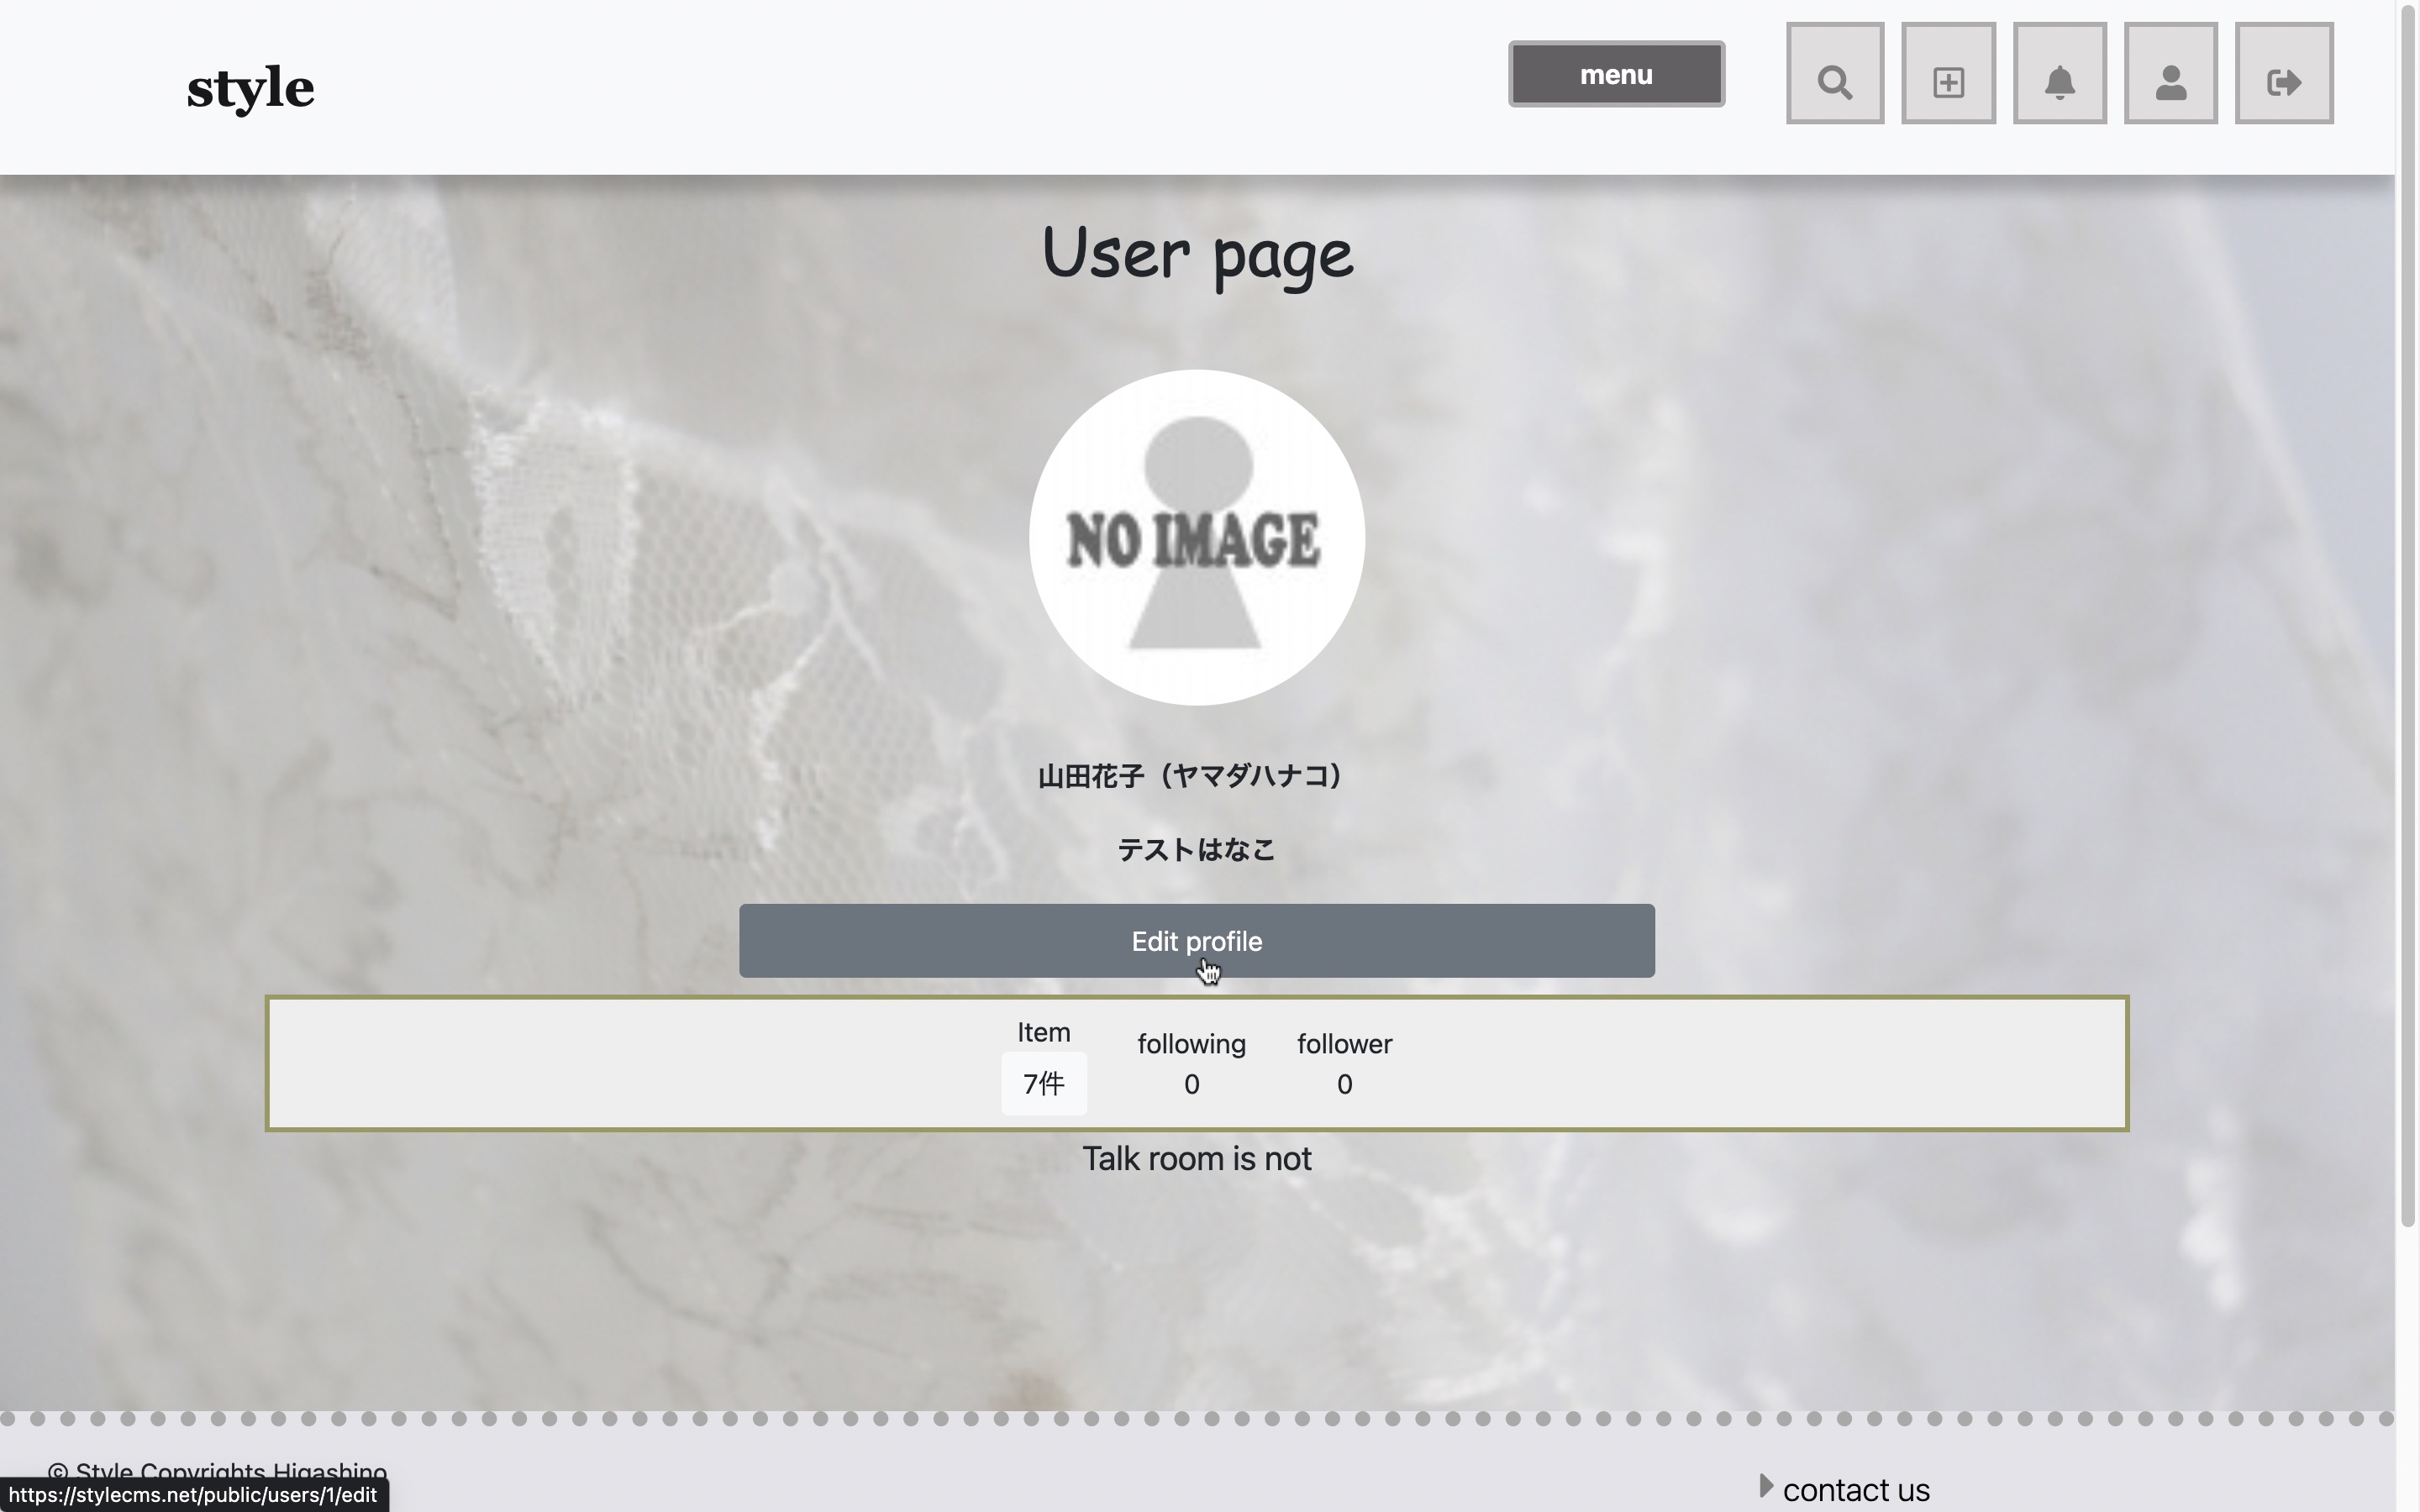 style
menu
User page
NO IMAGE
山田花子（ヤマダハナコ）
テストはなこ
Edit profile
Item
7件
following
0
follower
0
Talk room is not
© Style Copyrights Higashino
contact us
https://stylecms.net/public/users/1/edit